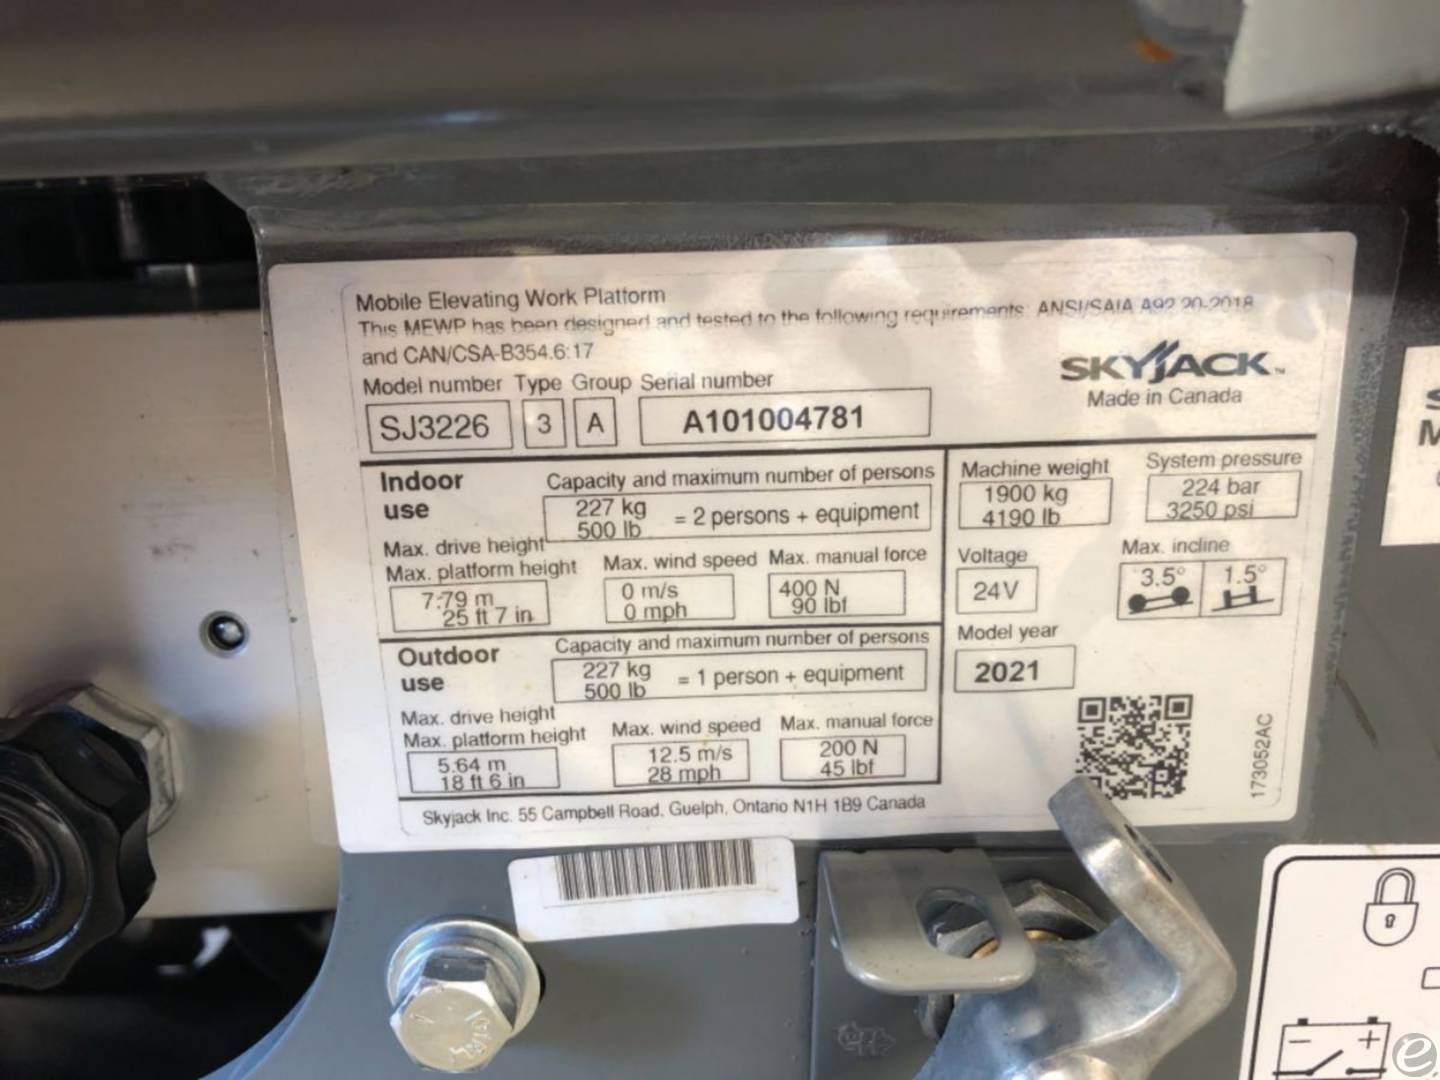 Mobile Elevating Work Platform
This MEWP has been designed and tested to the following requirements: ANSI/SAIA A92.20-2018
and CAN/CSA-B354.6:17
SKYJACK
Made in Canada
Model number Type Group Serial number
SJ3226 3 A A101004781
Indoor use
Capacity and maximum number of persons
227 kg
500 lb
= 2 persons + equipment
Max. drive height
Max. platform height
7.79 m
25 ft 7 in
Max. wind speed
0 m/s
0 mph
Max. manual force
400 N
90 lbf
Outdoor use
Capacity and maximum number of persons
227 kg
500 lb
= 1 person + equipment
Max. drive height
Max. platform height
5.64 m
18 ft 6 in
Max. wind speed
12.5 m/s
28 mph
Max. manual force
200 N
45 lbf
Machine weight
1900 kg
4190 lb
System pressure
224 bar
3250 psi
Voltage
24V
Max. incline
3.5° 1.5°
Model year
2021
173052AC
Skyjack Inc. 55 Campbell Road, Guelph, Ontario N1H 1B9 Canada